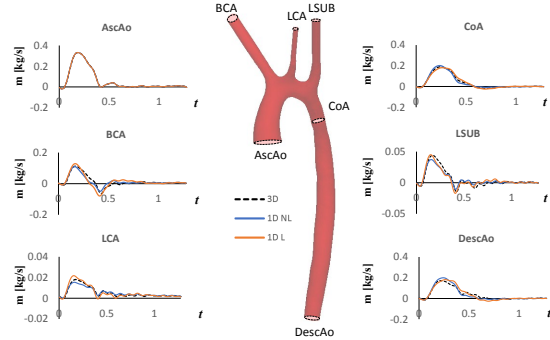 AscAo
m [kg/s]
0.4
0.2
0
-0.2
0
0.5
1
t
BCA
m [kg/s]
0.2
0
-0.2
0
0.5
1
t
LCA
m [kg/s]
0.04
0.02
0
-0.02
0
0.5
1
t
BCA
LCA
LSUB
CoA
AscAo
3D
1D NL
1D L
DescAo
CoA
m [kg/s]
0.4
0.2
0
-0.2
0
0.5
1
t
LSUB
m [kg/s]
0.05
0
-0.05
0
0.5
1
t
DescAo
m [kg/s]
0.4
0.2
0
-0.2
0
0.5
1
t